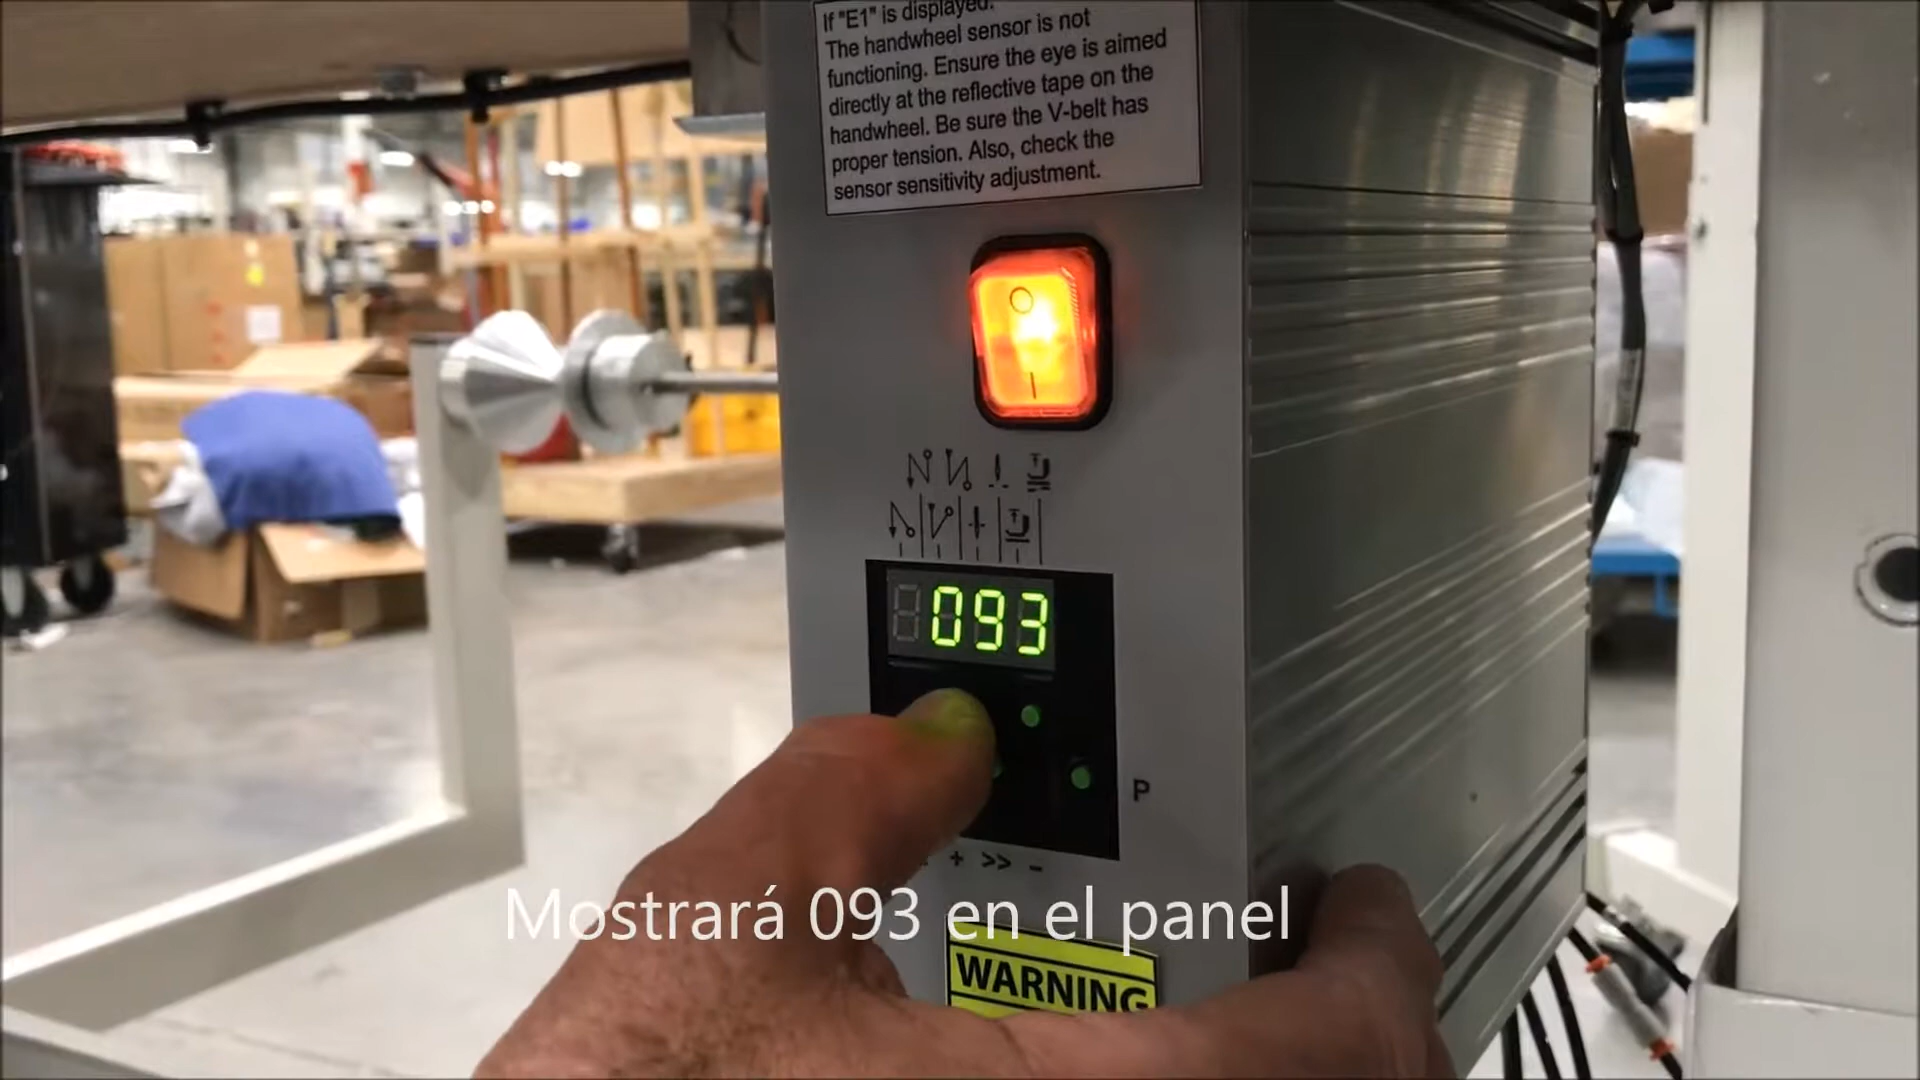 If "E1" is displayed.
The handwheel sensor is not
functioning. Ensure the eye is aimed
directly at the reflective tape on the
handwheel. Be sure the V-belt has
proper tension. Also, check the
sensor sensitivity adjustment.
093
P
+ >> -
Mostrará 093 en el panel
WARNING